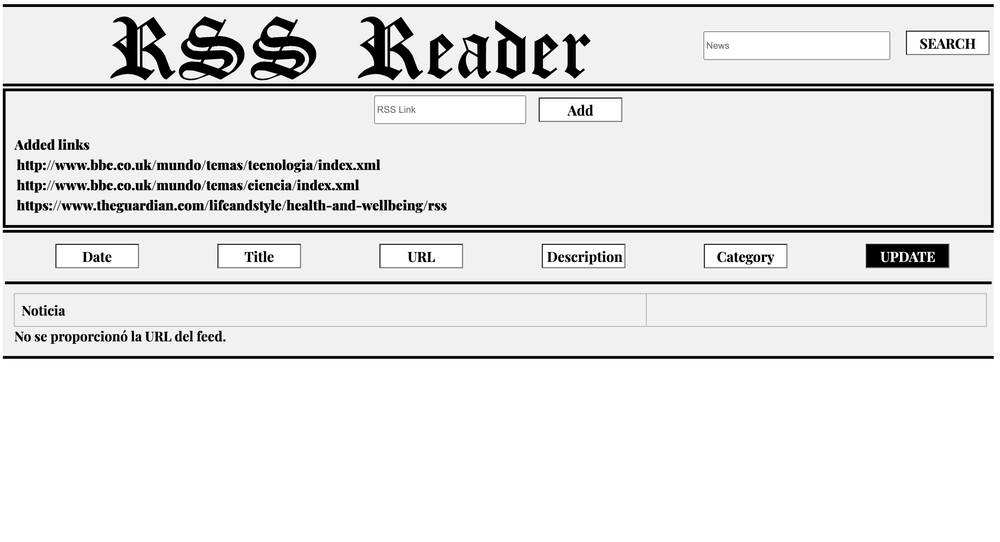 RSS Reader
News
SEARCH
RSS Link
Add
Added links
http://www.bbc.co.uk/mundo/temas/tecnologia/index.xml
http://www.bbc.co.uk/mundo/temas/ciencia/index.xml
https://www.theguardian.com/lifeandstyle/health-and-wellbeing/rss
Date
Title
URL
Description
Category
UPDATE
Noticia
No se proporcionó la URL del feed.